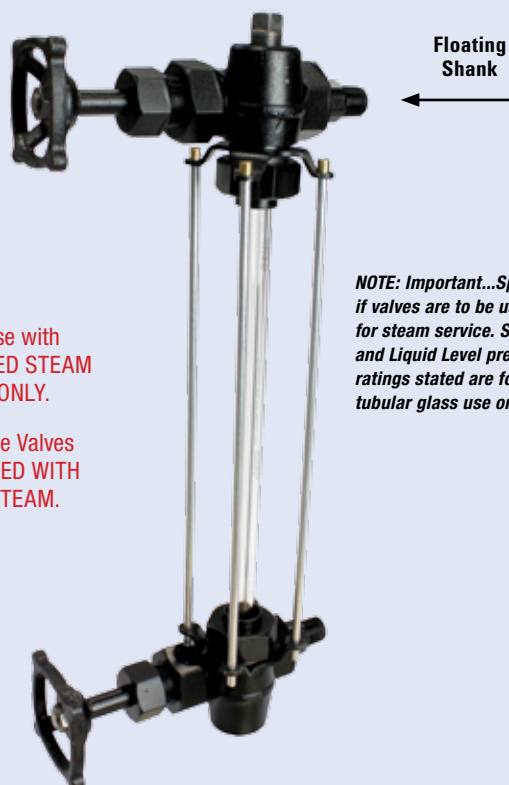 Floating
Shank
NOTE: Important...Sp
if valves are to be u
for steam service. S
and Liquid Level pre
ratings stated are fo
tubular glass use on
se with
ED STEAM
ONLY.
e Valves
ED WITH
TEAM.